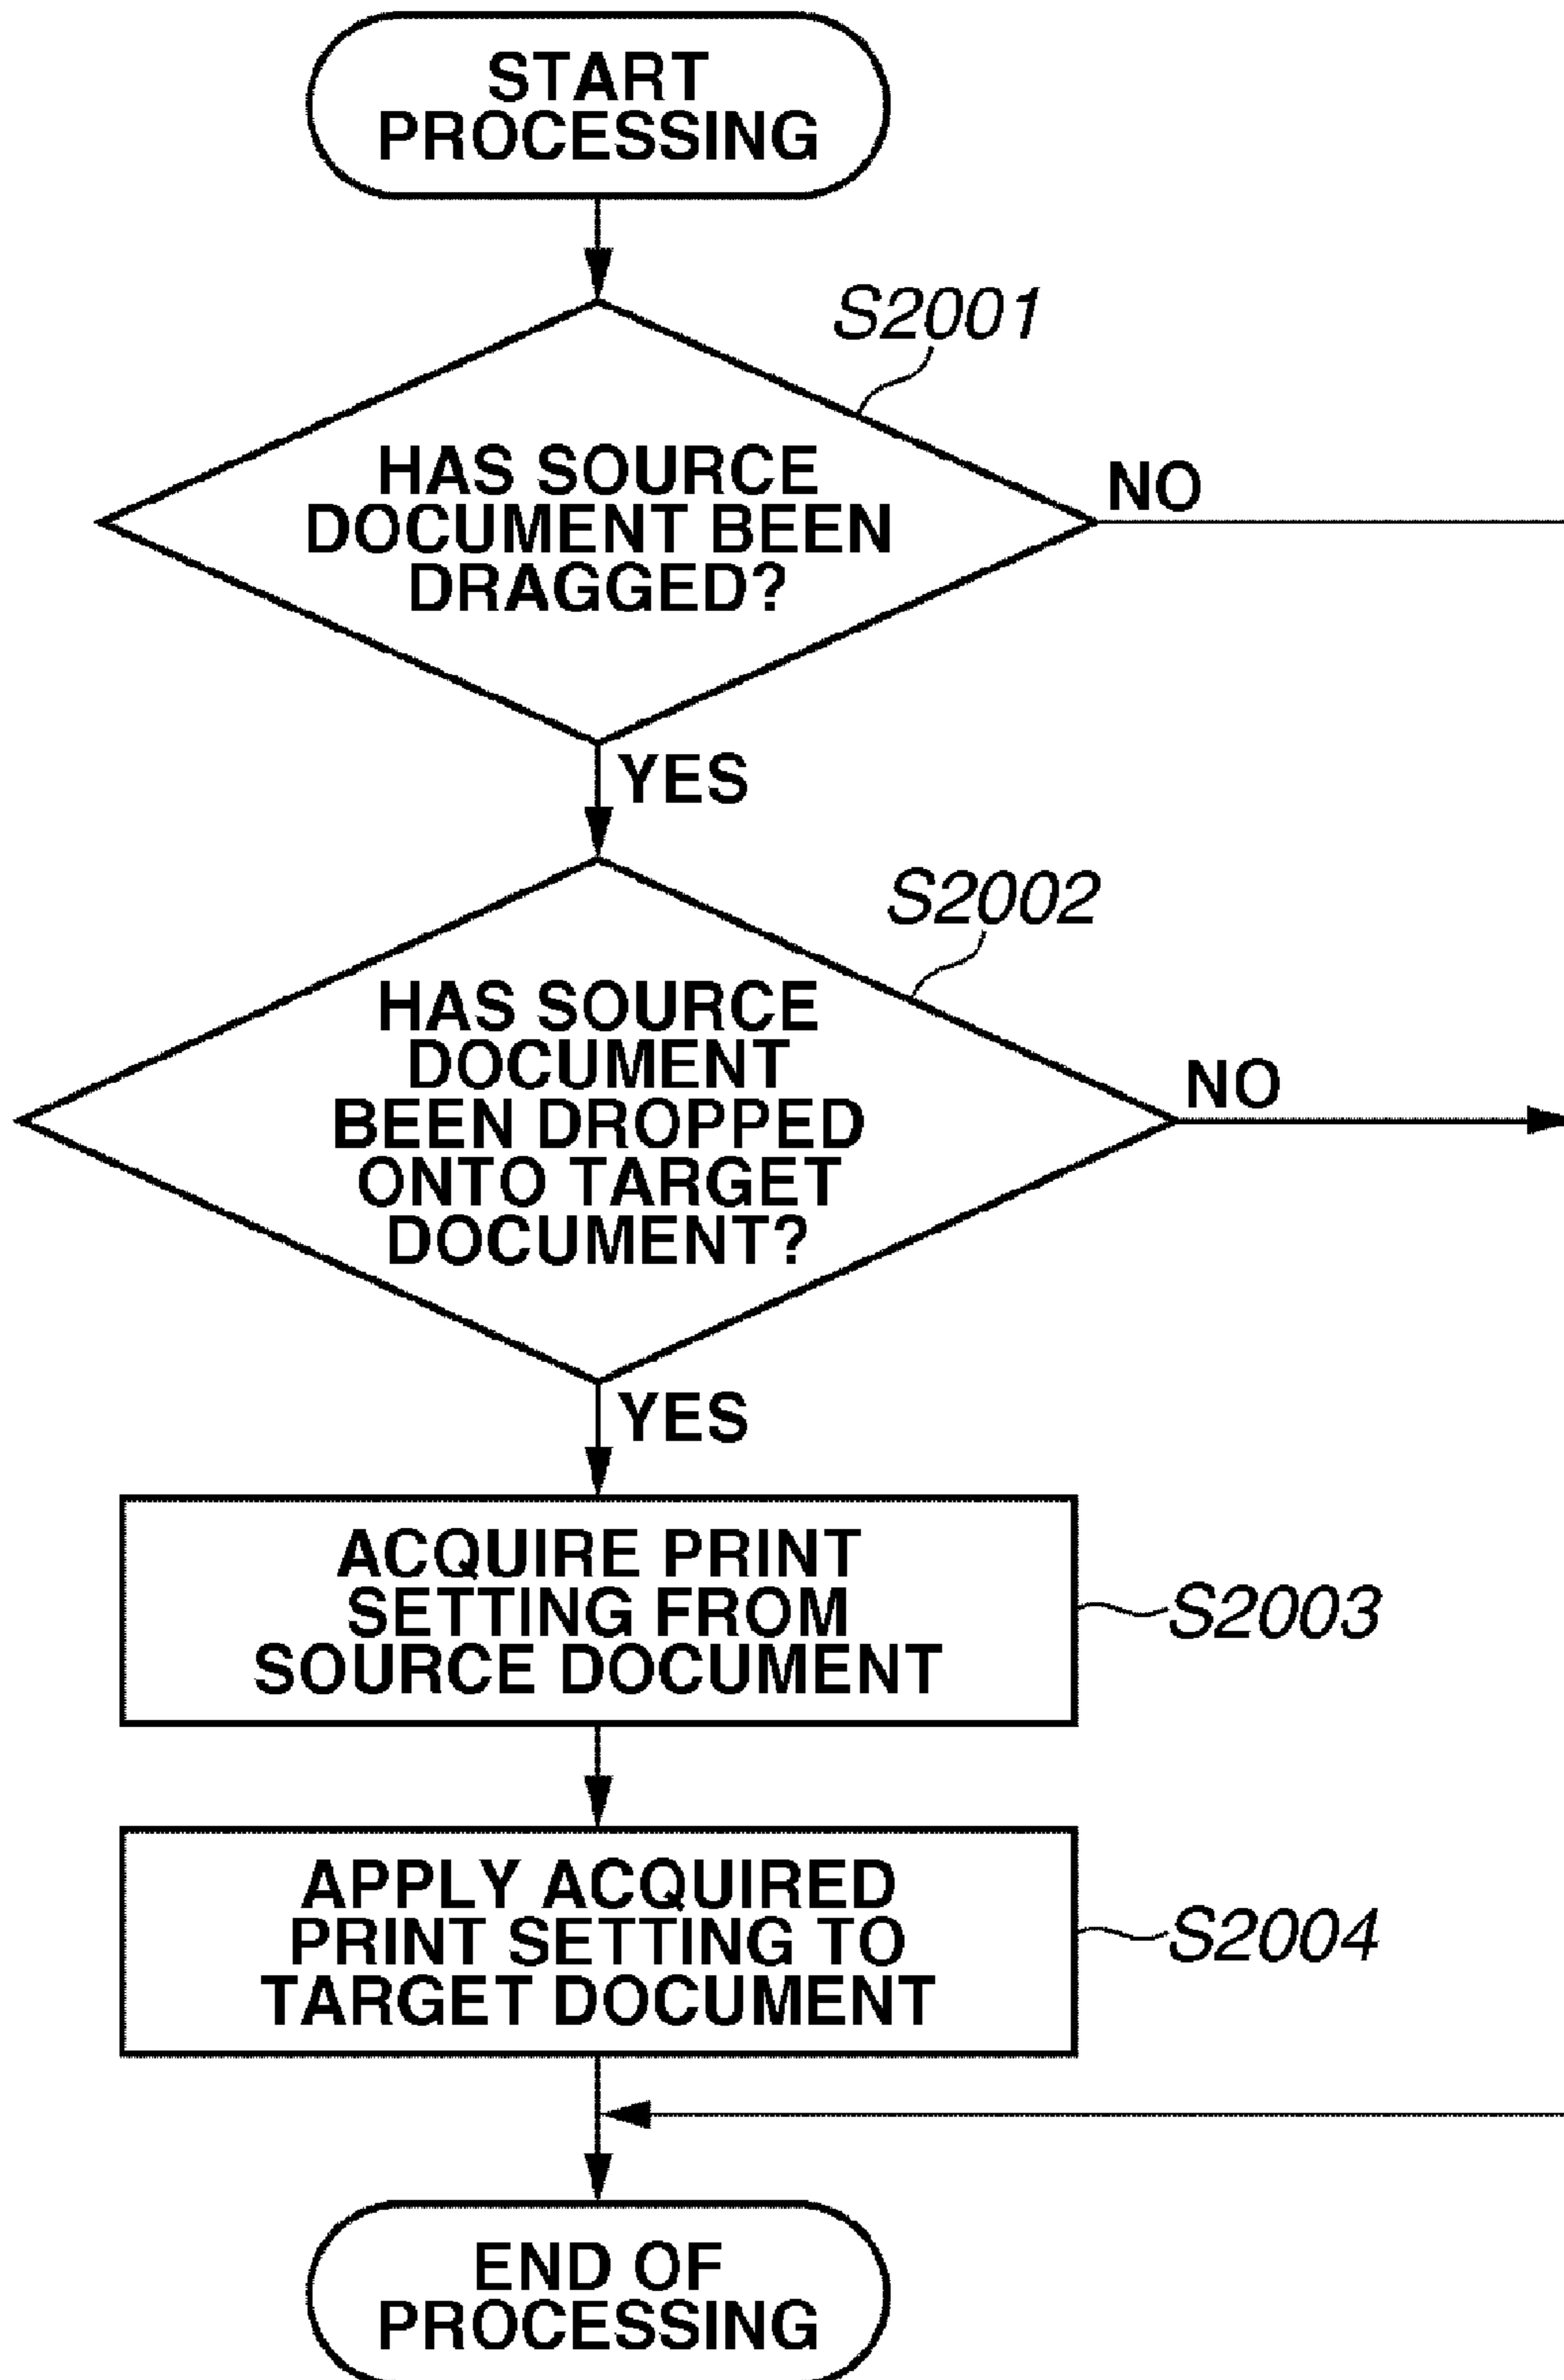 START
PROCESSING
S2001
HAS SOURCE
DOCUMENT BEEN
DRAGGED?
NO
YES
S2002
HAS SOURCE
DOCUMENT
BEEN DROPPED
ONTO TARGET
DOCUMENT?
NO
YES
ACQUIRE PRINT
SETTING FROM
SOURCE DOCUMENT
S2003
APPLY ACQUIRED
PRINT SETTING TO
TARGET DOCUMENT
S2004
END OF
PROCESSING